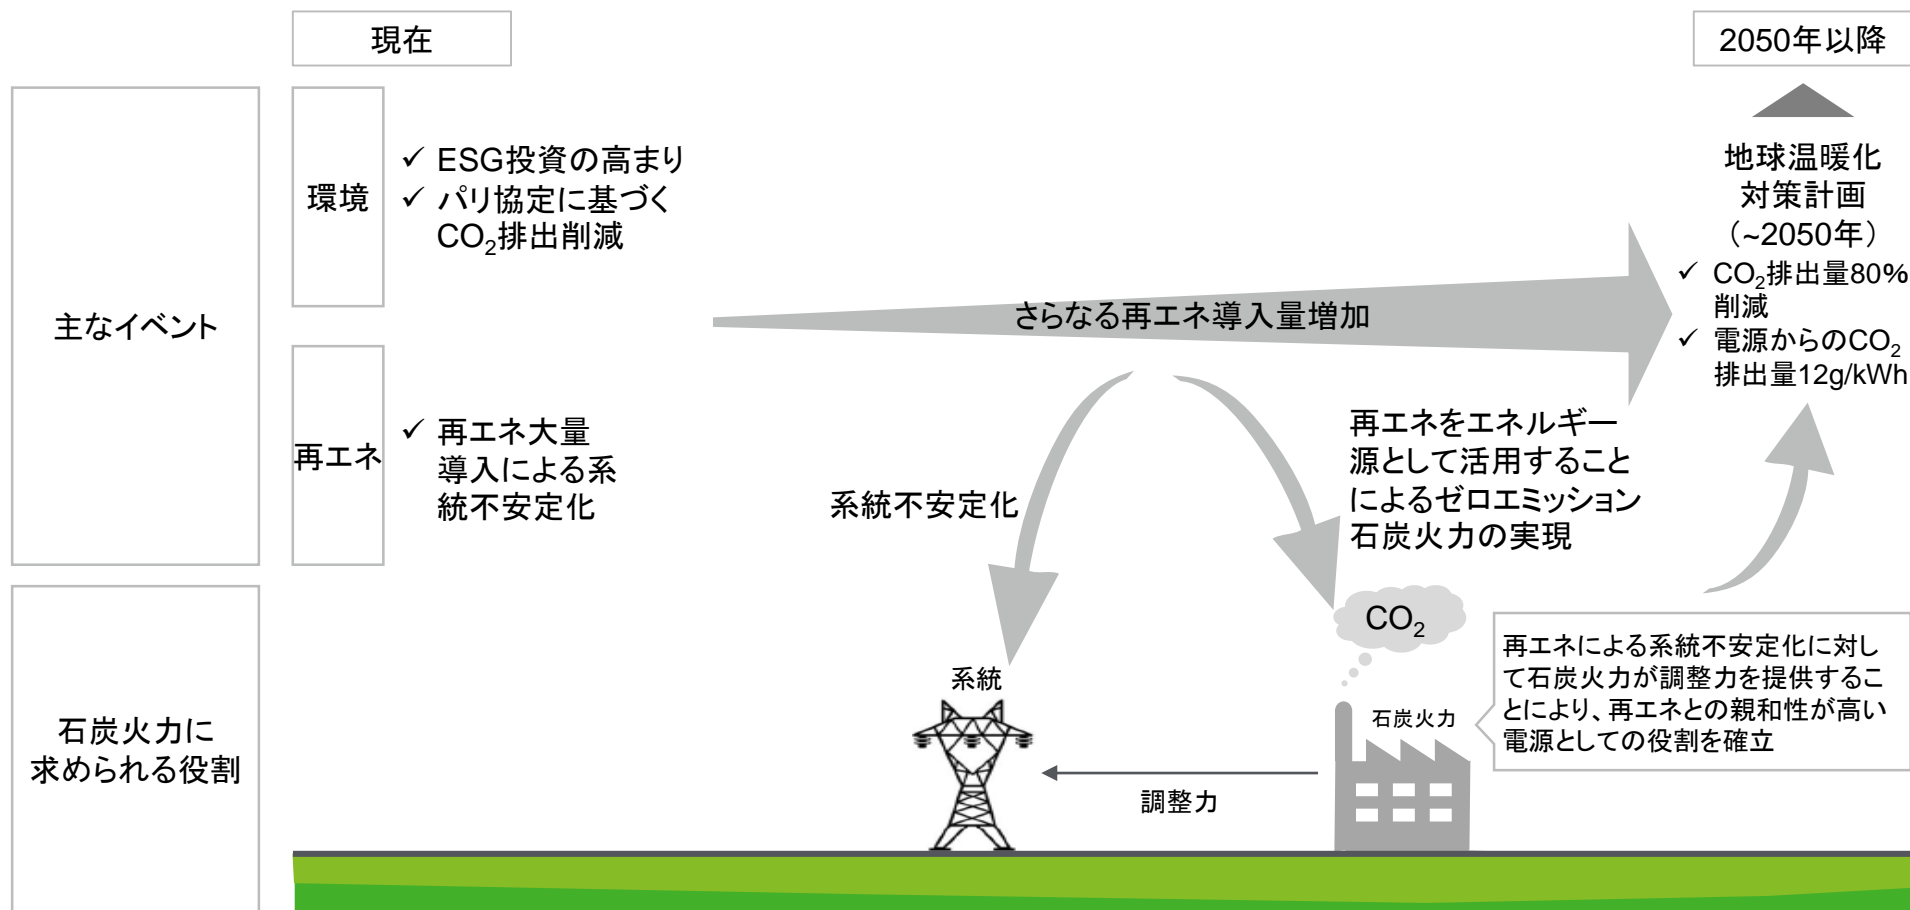 現在
2050年以降
主なイベント
環境
✓ ESG投資の高まり
✓ パリ協定に基づく
CO₂排出削減
再エネ
✓ 再エネ大量
導入による系
統不安定化
さらなる再エネ導入量増加
地球温暖化
対策計画
（~2050年）
✓ CO₂排出量80%
削減
✓ 電源からのCO₂
排出量12g/kWh
系統不安定化
再エネをエネルギー
源として活用すること
によるゼロエミッション
石炭火力の実現
石炭火力に
求められる役割
系統
調整力
CO₂
石炭火力
再エネによる系統不安定化に対し
て石炭火力が調整力を提供するこ
とにより、再エネとの親和性が高い
電源としての役割を確立